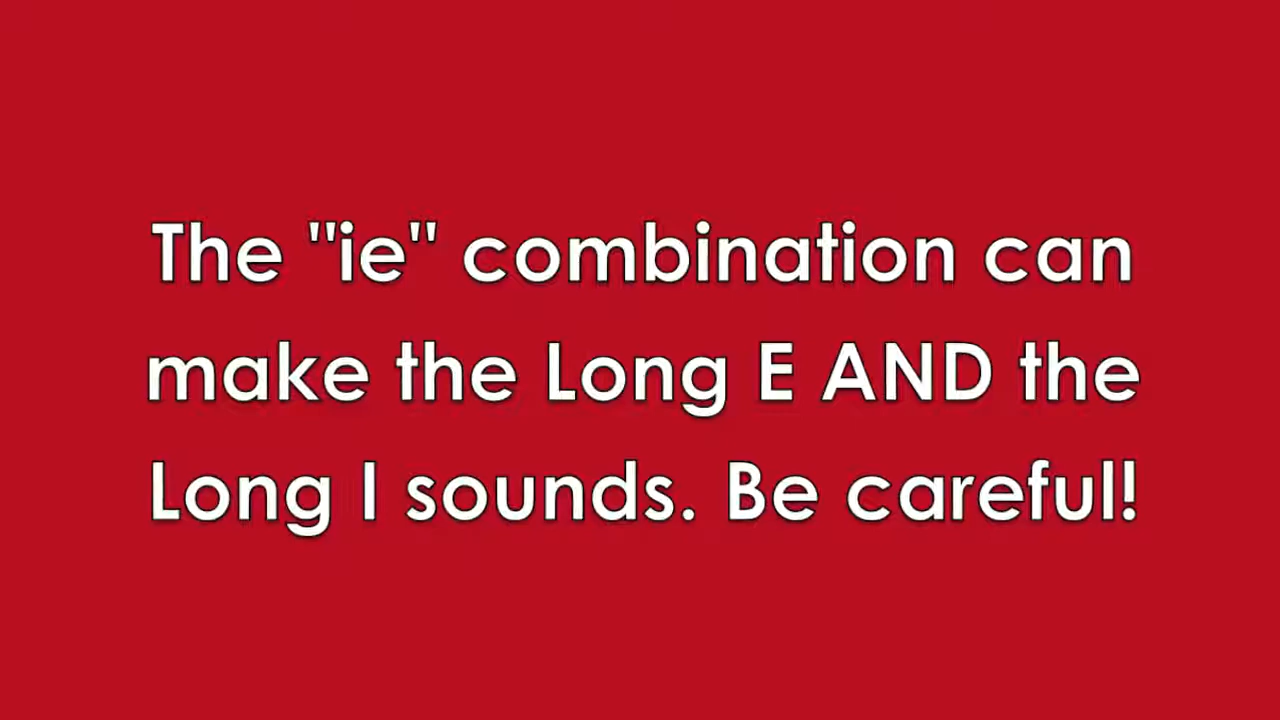 The "ie" combination can
make the Long E AND the
Long I sounds. Be careful!